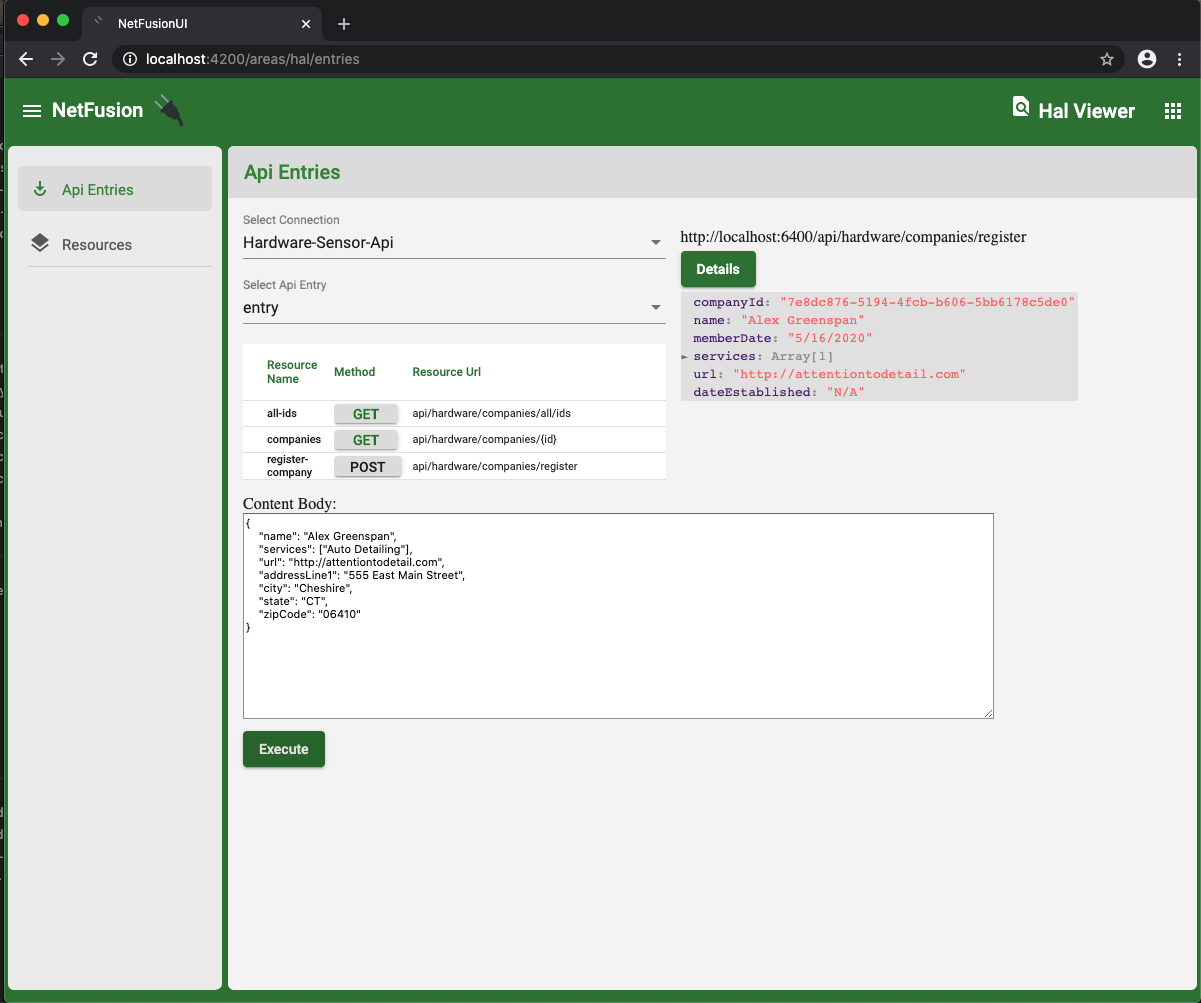 NetFusionUI
localhost:4200/areas/hal/entries
NetFusion
Hal Viewer
Api Entries
Resources
Api Entries
Select Connection
Hardware-Sensor-Api
Select Api Entry
entry
Resource Name Method Resource Url
all-ids GET api/hardware/companies/all/ids
companies GET api/hardware/companies/{id}
register-company POST api/hardware/companies/register
http://localhost:6400/api/hardware/companies/register
Details
companyId: "7e8dc876-5194-4fcb-b606-5bb6178c5de0"
name: "Alex Greenspan"
memberDate: "5/16/2020"
services: Array[1]
url: "http://attentiontodetail.com"
dateEstablished: "N/A"
Content Body:
{
"name": "Alex Greenspan",
"services": ["Auto Detailing"],
"url": "http://attentiontodetail.com",
"addressLine1": "555 East Main Street",
"city": "Cheshire",
"state": "CT",
"zipCode": "06410"
}
Execute